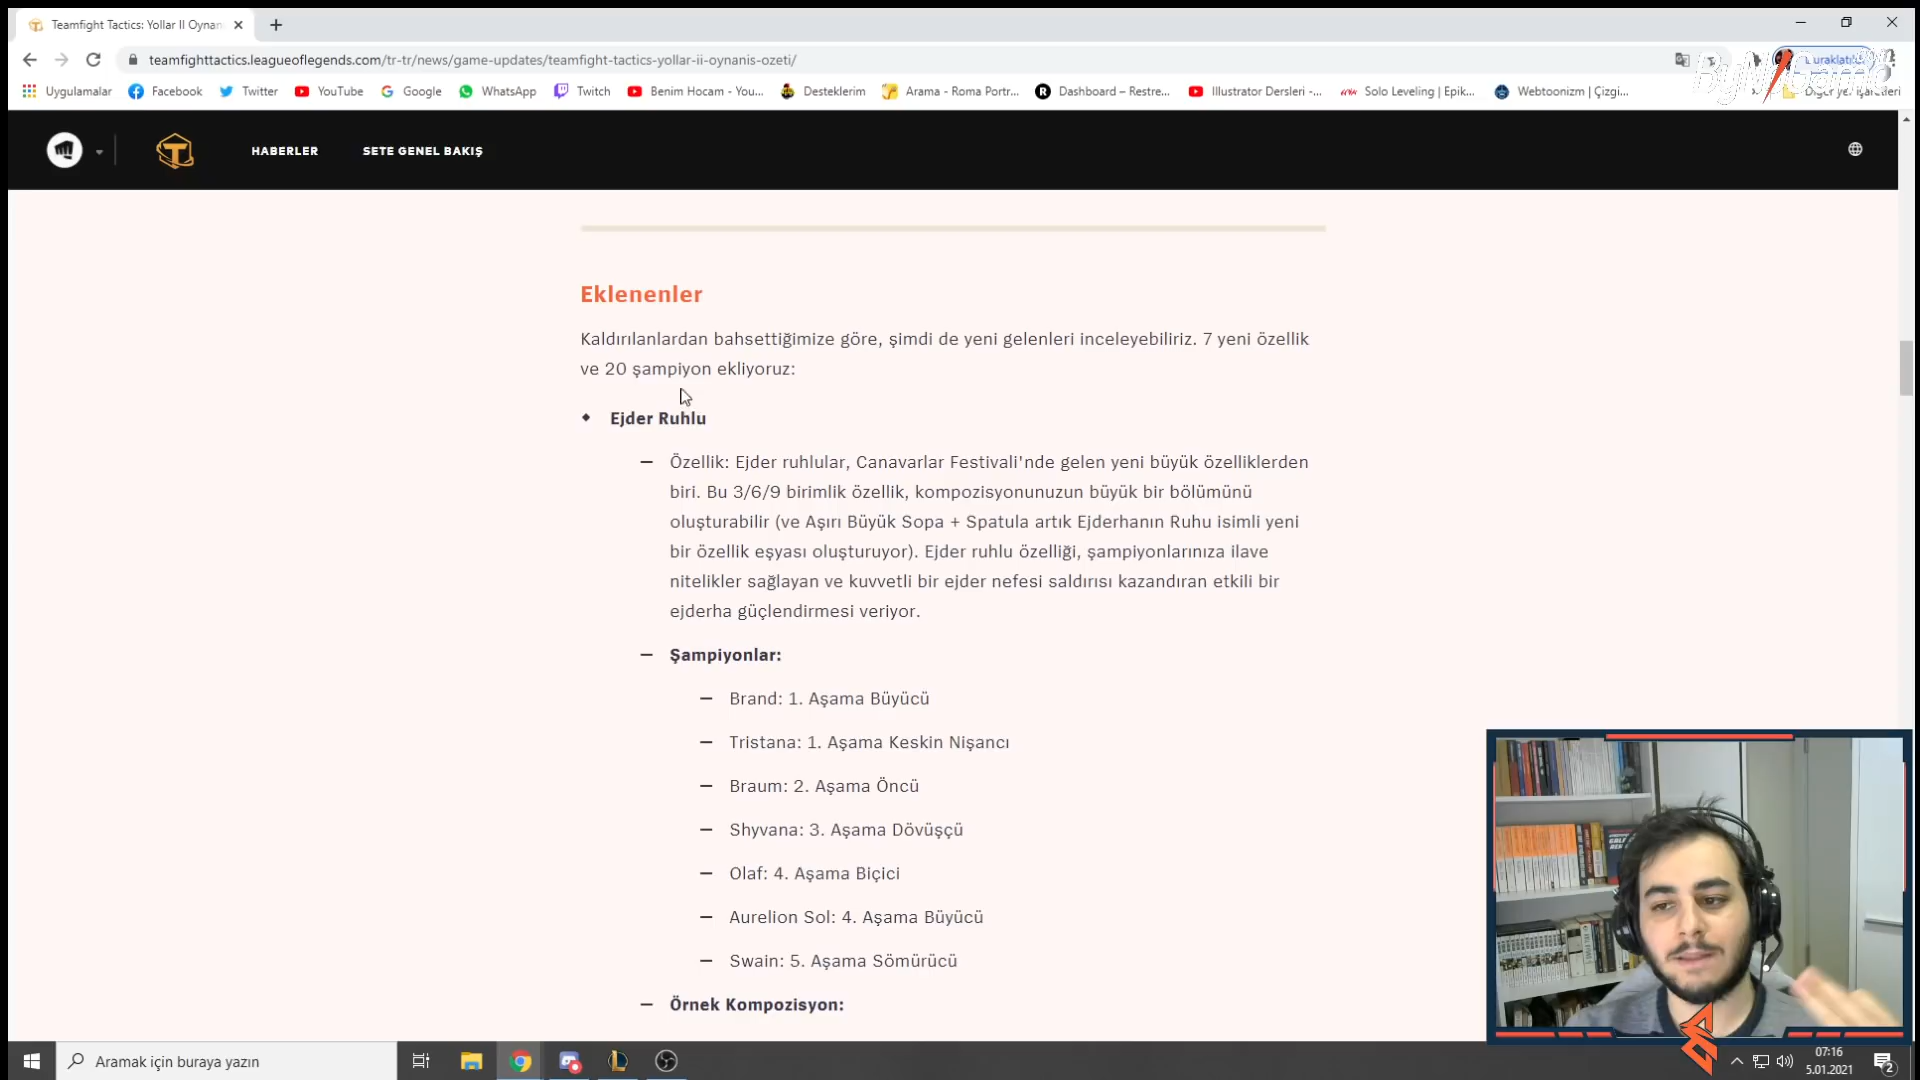 Teamfight Tactics: Yollar II Oynan
teamfighttactics.leagueoflegends.com/tr-tr/news/game-updates/teamfight-tactics-yollar-ii-oynanis-ozeti/
Uygulamalar Facebook Twitter YouTube Google WhatsApp Twitch Benim Hocam - You... Desteklerim Arama - Roma Portr... Dashboard – Restre... Illustrator Dersleri -... Solo Leveling | Epik... Webtoonizm | Çizgi... Diğer yer işaretleri
HABERLER SETE GENEL BAKIŞ
Eklenenler
Kaldırılanlardan bahsettiğimize göre, şimdi de yeni gelenleri inceleyebiliriz. 7 yeni özellik
ve 20 şampiyon ekliyoruz:
Ejder Ruhlu
Özellik: Ejder ruhlular, Canavarlar Festivali'nde gelen yeni büyük özelliklerden
biri. Bu 3/6/9 birimlik özellik, kompozisyonunuzun büyük bir bölümünü
oluşturabilir (ve Aşırı Büyük Sopa + Spatula artık Ejderhanın Ruhu isimli yeni
bir özellik eşyası oluşturuyor). Ejder ruhlu özelliği, şampiyonlarınıza ilave
nitelikler sağlayan ve kuvvetli bir ejder nefesi saldırısı kazandıran etkili bir
ejderha güçlendirmesi veriyor.
Şampiyonlar:
Brand: 1. Aşama Büyücü
Tristana: 1. Aşama Keskin Nişancı
Braum: 2. Aşama Öncü
Shyvana: 3. Aşama Dövüşçü
Olaf: 4. Aşama Biçici
Aurelion Sol: 4. Aşama Büyücü
Swain: 5. Aşama Sömürücü
Örnek Kompozisyon:
Aramak için buraya yazın
07:16
5.01.2021
2